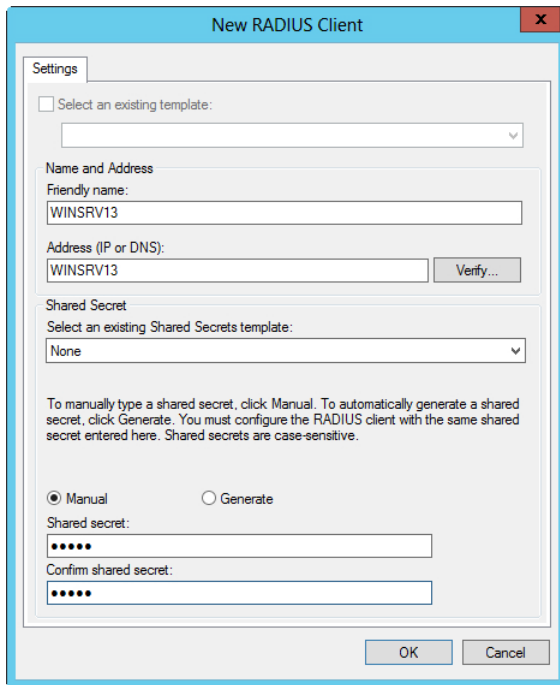 New RADIUS Client
x
Settings
Select an existing template:
Name and Address
Friendly name:
WINSRV13
Address (IP or DNS):
WINSRV13
Verify...
Shared Secret
Select an existing Shared Secrets template:
None
To manually type a shared secret, click Manual. To automatically generate a shared
secret, click Generate. You must configure the RADIUS client with the same shared
secret entered here. Shared secrets are case-sensitive.
Manual
Generate
Shared secret:
•••••
Confirm shared secret:
•••••
OK
Cancel